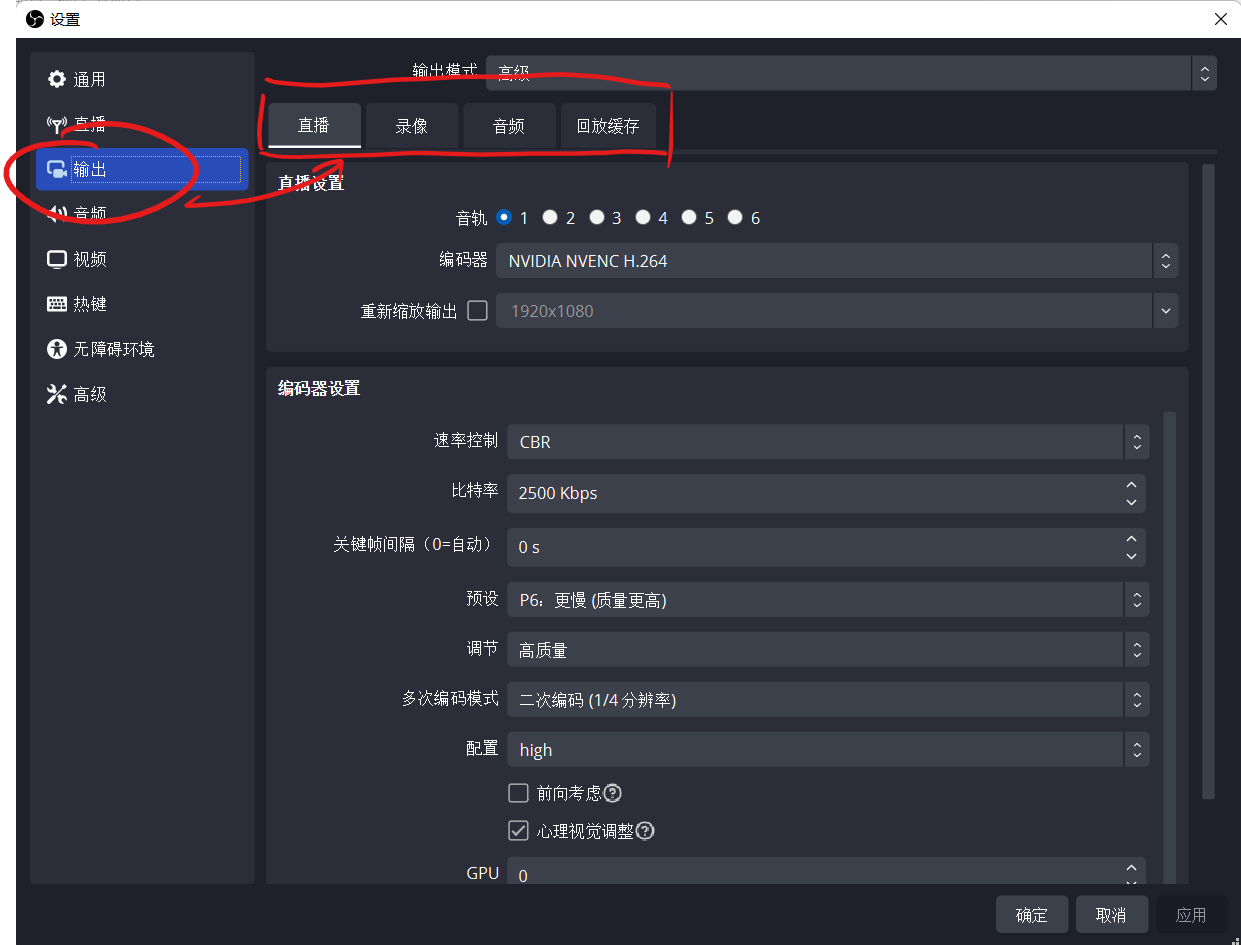 设置
通用
直播
输出
音频
视频
热键
无障碍环境
高级
输出模式 高级
直播 录像 音频 回放缓存
直播设置
音轨 1 2 3 4 5 6
编码器 NVIDIA NVENC H.264
重新缩放输出 1920x1080
编码器设置
速率控制 CBR
比特率 2500 Kbps
关键帧间隔（0=自动） 0 s
预设 P6：更慢 (质量更高)
调节 高质量
多次编码模式 二次编码 (1/4 分辨率)
配置 high
前向考虑
心理视觉调整
GPU 0
确定 取消 应用